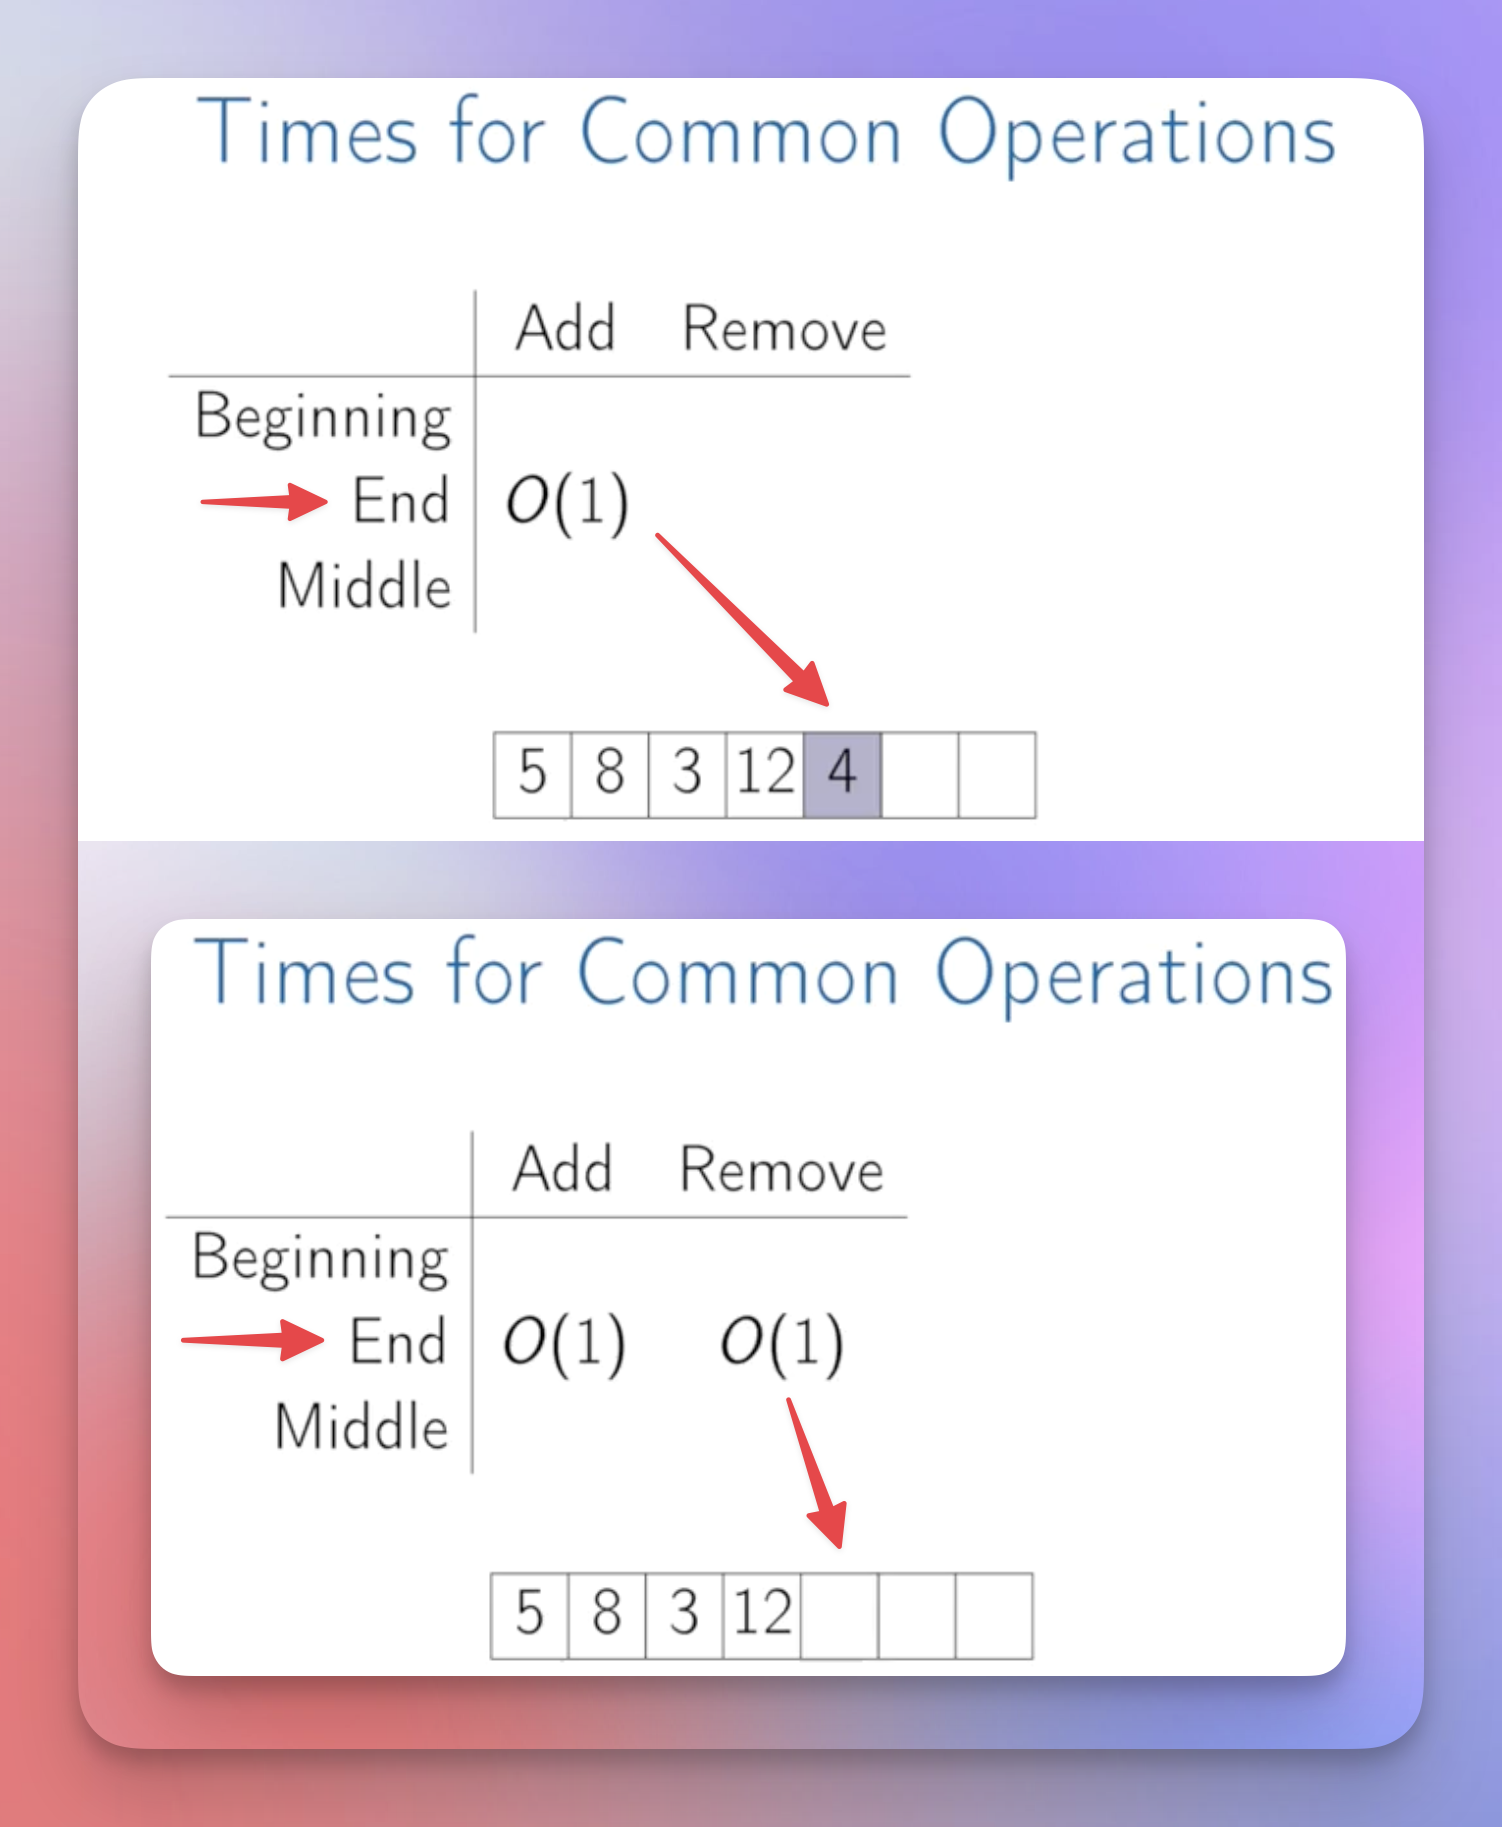 Times for Common Operations
Add Remove
Beginning
End O(1)
Middle
5 8 3 12 4
Times for Common Operations
Add Remove
Beginning
End O(1) O(1)
Middle
5 8 3 12